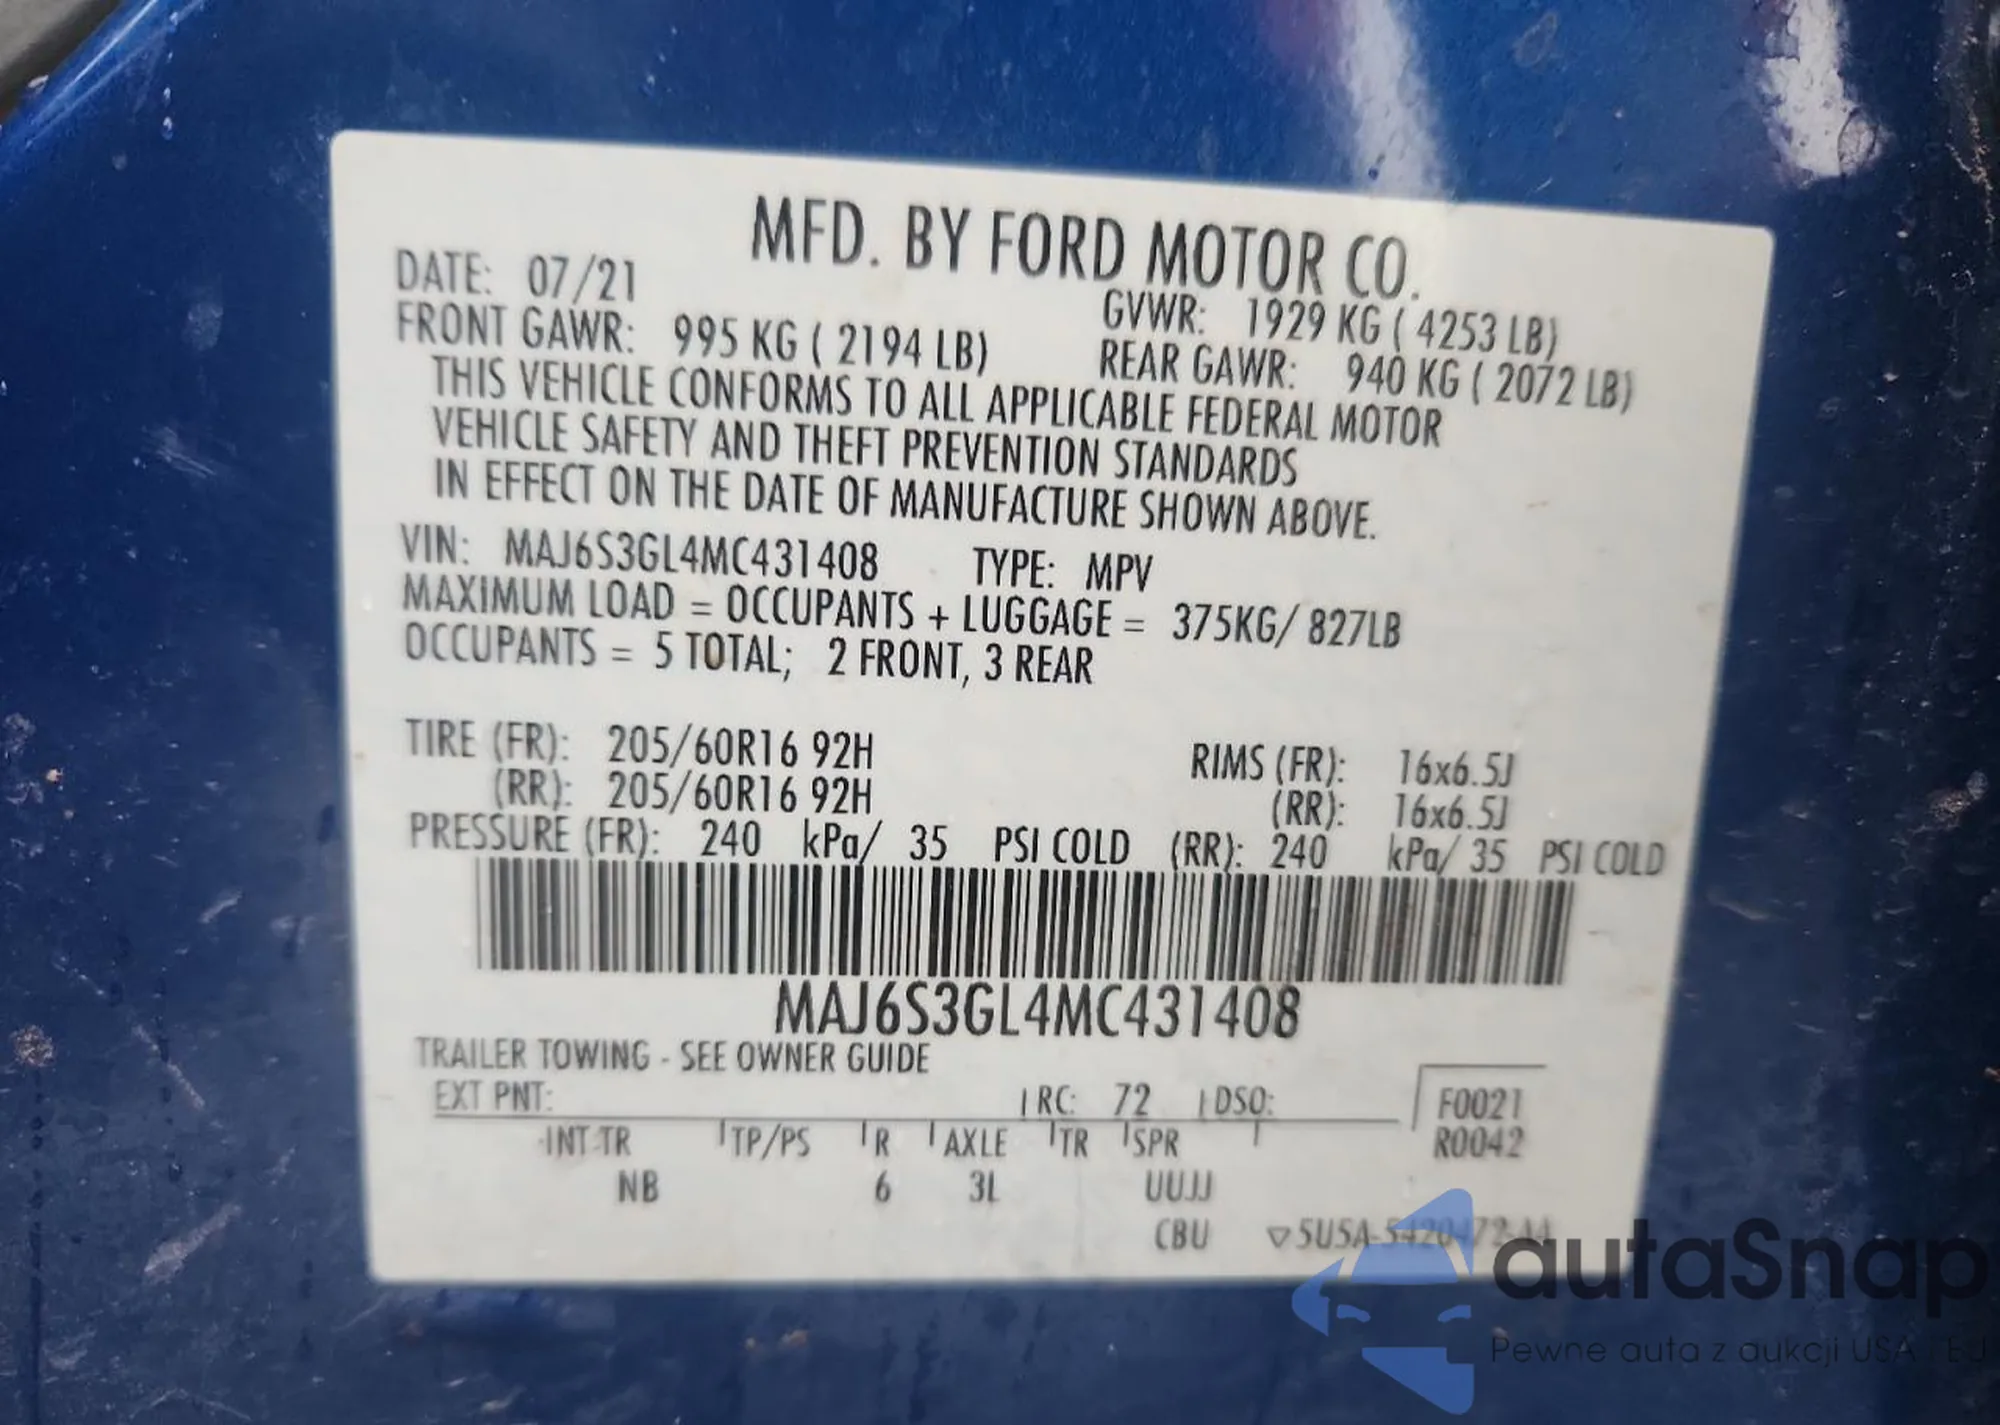 MFD. BY FORD MOTOR CO.
DATE: 07/21
GVWR: 1929 KG ( 4253 LB)
FRONT GAWR: 995 KG ( 2194 LB)
REAR GAWR: 940 KG ( 2072 LB)
THIS VEHICLE CONFORMS TO ALL APPLICABLE FEDERAL MOTOR
VEHICLE SAFETY AND THEFT PREVENTION STANDARDS
IN EFFECT ON THE DATE OF MANUFACTURE SHOWN ABOVE.
VIN: MAJ6S3GL4MC431408 TYPE: MPV
MAXIMUM LOAD = OCCUPANTS + LUGGAGE = 375KG/ 827LB
OCCUPANTS = 5 TOTAL; 2 FRONT, 3 REAR
TIRE (FR): 205/60R16 92H RIMS (FR): 16x6.5J
(RR): 205/60R16 92H (RR): 16x6.5J
PRESSURE (FR): 240 kPa/ 35 PSI COLD (RR): 240 kPa/ 35 PSI COLD
MAJ6S3GL4MC431408
TRAILER TOWING - SEE OWNER GUIDE
EXT PNT: RC: 72 DSO: F0021
INT TR TP/PS R AXLE TR SPR R0042
NB 6 3L UUJJ
CBU 5U5A-5420472-AA
autaSnap
Pewne auta z aukcji USA i EU